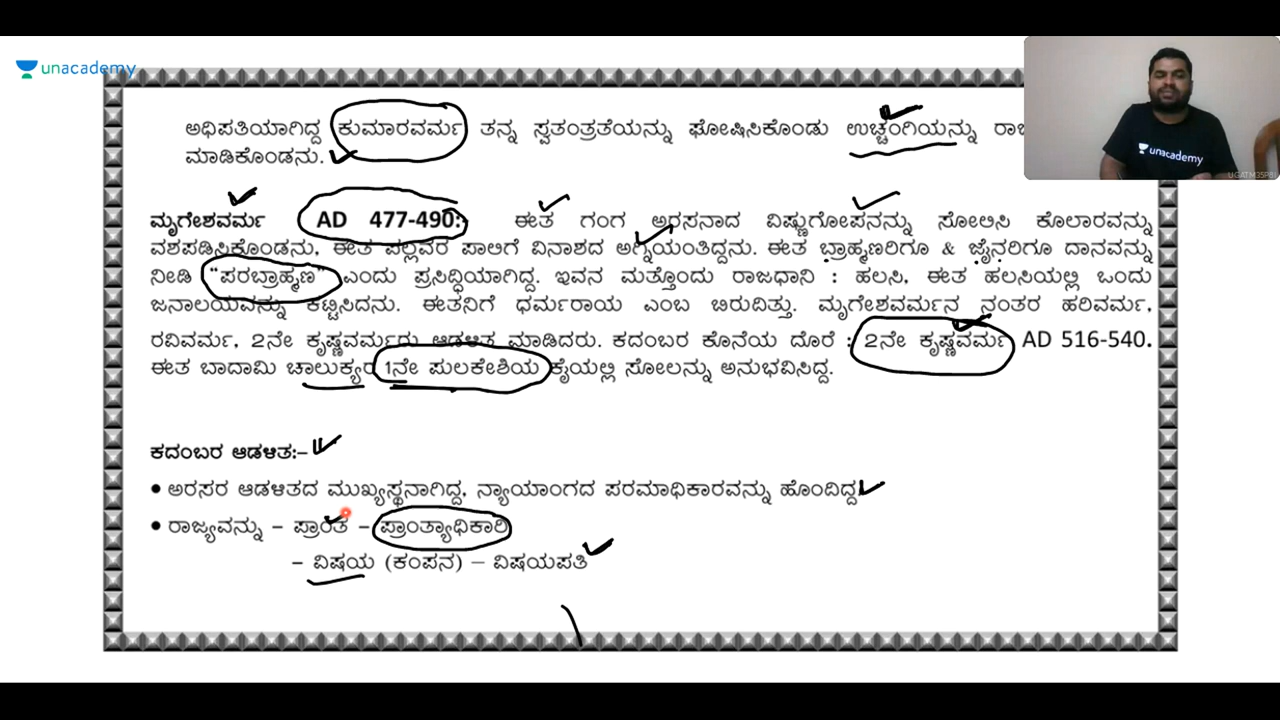 unacademy
ಅಧಿಪತಿಯಾಗಿದ್ದ ಕುಮಾರವರ್ಮ ತನ್ನ ಸ್ವತಂತ್ರತೆಯನ್ನು ಘೋಷಿಸಿಕೊಂಡು ಉಚ್ಚಂಗಿಯನ್ನು
ಮಾಡಿಕೊಂಡನು.
unacademy
ಮೃಗೇಶವರ್ಮ AD 477-490: ಈತ ಗಂಗ ಅರಸನಾದ ವಿಷ್ಣುಗೋಪನನ್ನು ಸೋಲಿಸಿ ಕೊಲಾರವನ್ನು
ವಶಪಡಿಸಿಕೊಂಡನು, ಈತ ಪಲ್ಲವರ ಪಾಲಿಗೆ ವಿನಾಶದ ಅಗ್ನಿಯಂತಿದ್ದನು. ಈತ ಬ್ರಾಹ್ಮಣರಿಗೂ & ಜೈನರಿಗೂ ದಾನವನ್ನು
ನೀಡಿ "ಪರಬ್ರಾಹ್ಮಣ" ಎಂದು ಪ್ರಸಿದ್ಧಿಯಾಗಿದ್ದ. ಇವನ ಮತ್ತೊಂದು ರಾಜಧಾನಿ : ಹಲಸಿ, ಈತ ಹಲಸಿಯಲ್ಲಿ ಒಂದು
ಜನಾಲಯವನ್ನು ಕಟ್ಟಿಸಿದನು. ಈತನಿಗೆ ಧರ್ಮರಾಯ ಎಂಬ ಬಿರುದಿತ್ತು. ಮೃಗೇಶವರ್ಮನ ನಂತರ ಹರಿವರ್ಮ,
ರವಿವರ್ಮ, 2ನೇ ಕೃಷ್ಣವರ್ಮರು ಆಡಳಿತ ಮಾಡಿದರು. ಕದಂಬರ ಕೊನೆಯ ದೊರೆ : 2ನೇ ಕೃಷ್ಣವರ್ಮ AD 516-540.
ಈತ ಬಾದಾಮಿ ಚಾಲುಕ್ಯರ 1ನೇ ಪುಲಕೇಶಿಯ ಕೈಯಲ್ಲಿ ಸೋಲನ್ನು ಅನುಭವಿಸಿದ್ದ.
ಕದಂಬರ ಆಡಳಿತ:-
• ಅರಸರ ಆಡಳಿತದ ಮುಖ್ಯಸ್ಥನಾಗಿದ್ದ, ನ್ಯಾಯಾಂಗದ ಪರಮಾಧಿಕಾರವನ್ನು ಹೊಂದಿದ್ದ
• ರಾಜ್ಯವನ್ನು – ಪ್ರಾಂತ – ಪ್ರಾಂತ್ಯಾಧಿಕಾರಿ
– ವಿಷಯ (ಕಂಪನ) – ವಿಷಯಪತಿ